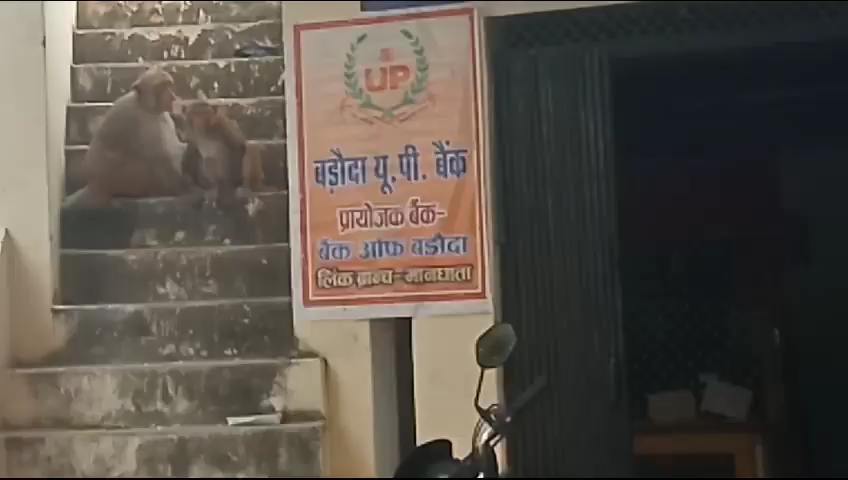 UP
बड़ौदा यू.पी. बैंक
प्रायोजक बैंक-
बैंक ऑफ बड़ौदा
लिंक ब्रान्च-मानधाता